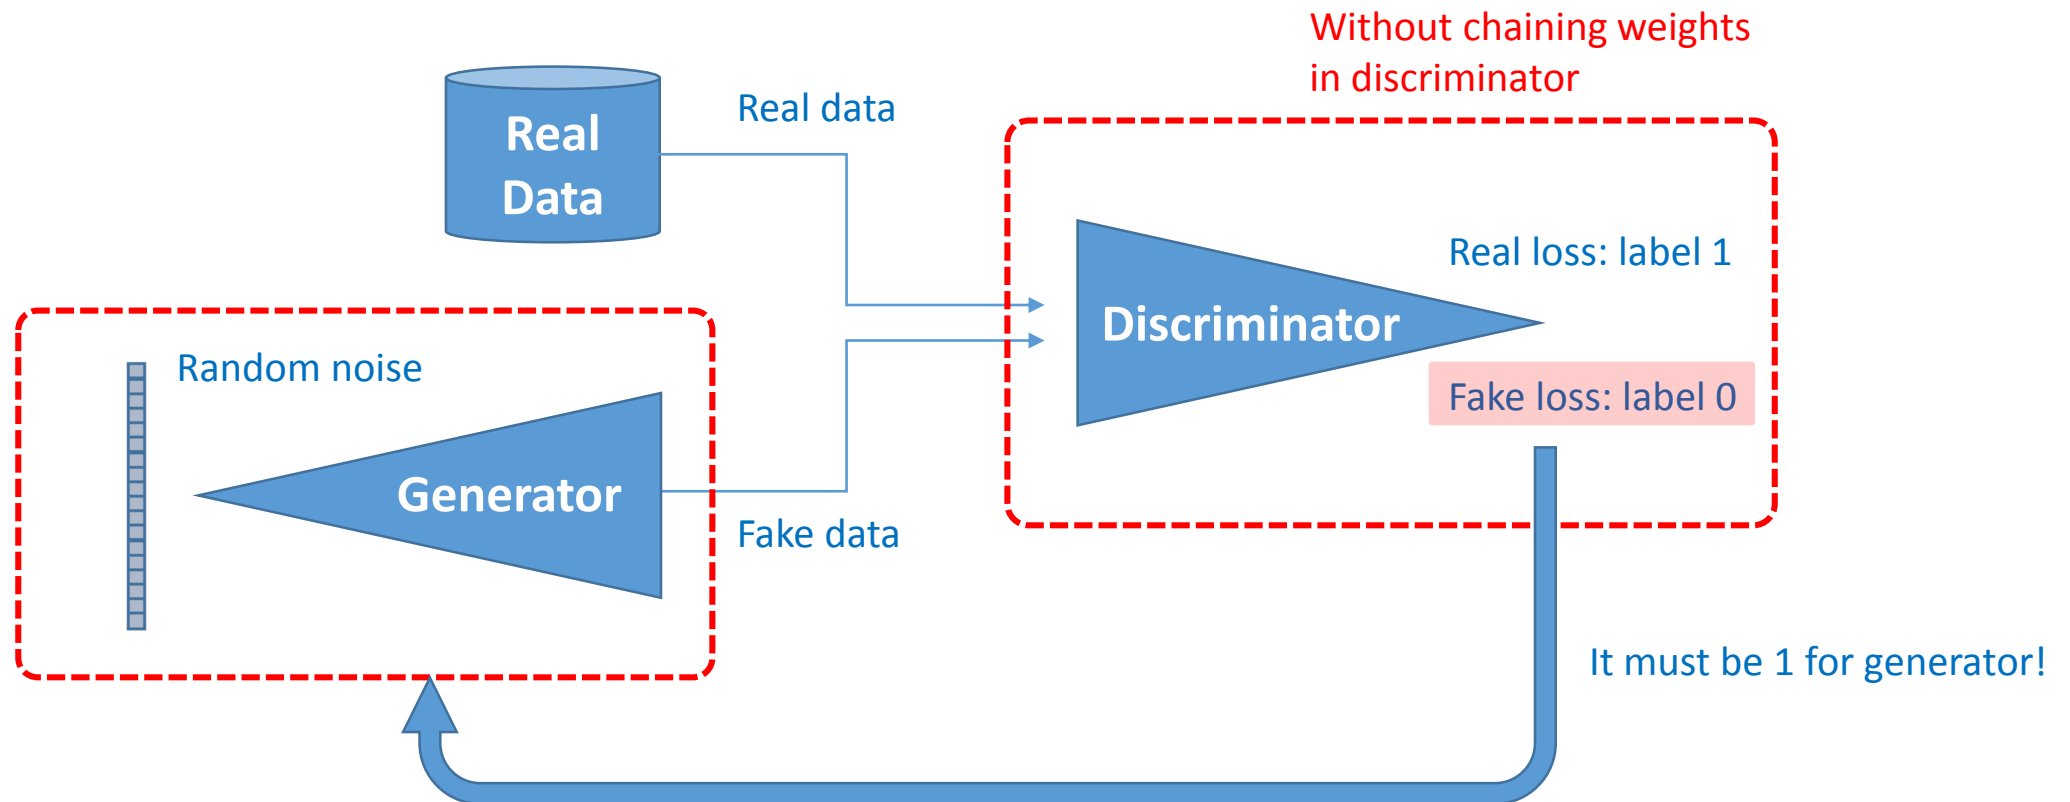 Without chaining weights
in discriminator
Real data
Real
Data
Real loss: label 1
Discriminator
Random noise
Fake loss: label 0
Generator
Fake data
It must be 1 for generator!